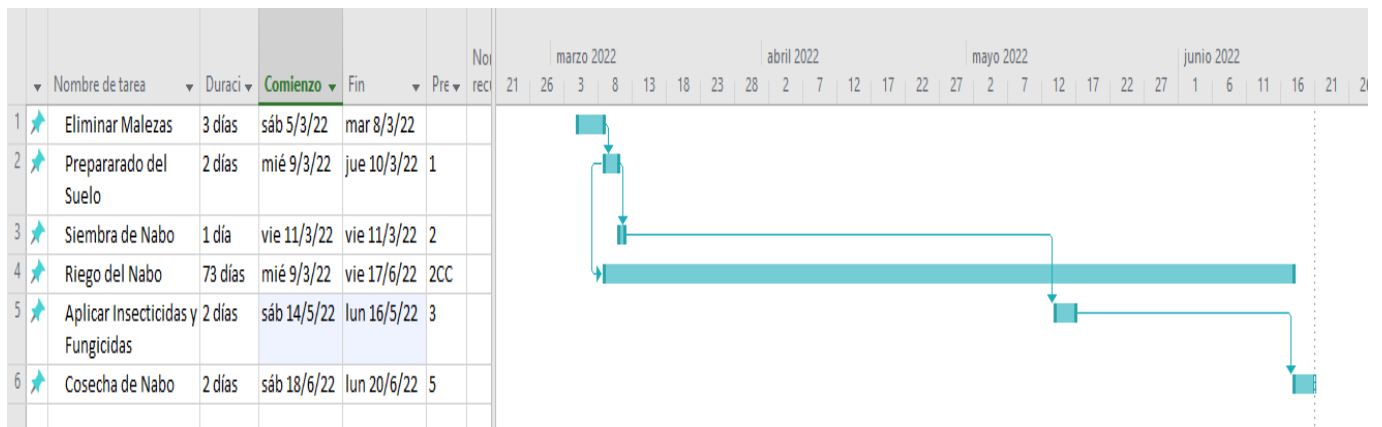 marzo 2022 abril 2022 mayo 2022 junio 2022
Nombre de tarea Duraci Comienzo Fin Pre 21 26 3 8 13 18 23 28 2 7 12 17 22 27 2 7 12 17 22 27 1 6 11 16 21
1 Eliminar Malezas 3 días sáb 5/3/22 mar 8/3/22
2 Prepararado del 2 días mié 9/3/22 jue 10/3/22 1
Suelo
3 Siembra de Nabo 1 día vie 11/3/22 vie 11/3/22 2
4 Riego del Nabo 73 días mié 9/3/22 vie 17/6/22 2CC
5 Aplicar Insecticidas y 2 días sáb 14/5/22 lun 16/5/22 3
Fungicidas
6 Cosecha de Nabo 2 días sáb 18/6/22 lun 20/6/22 5